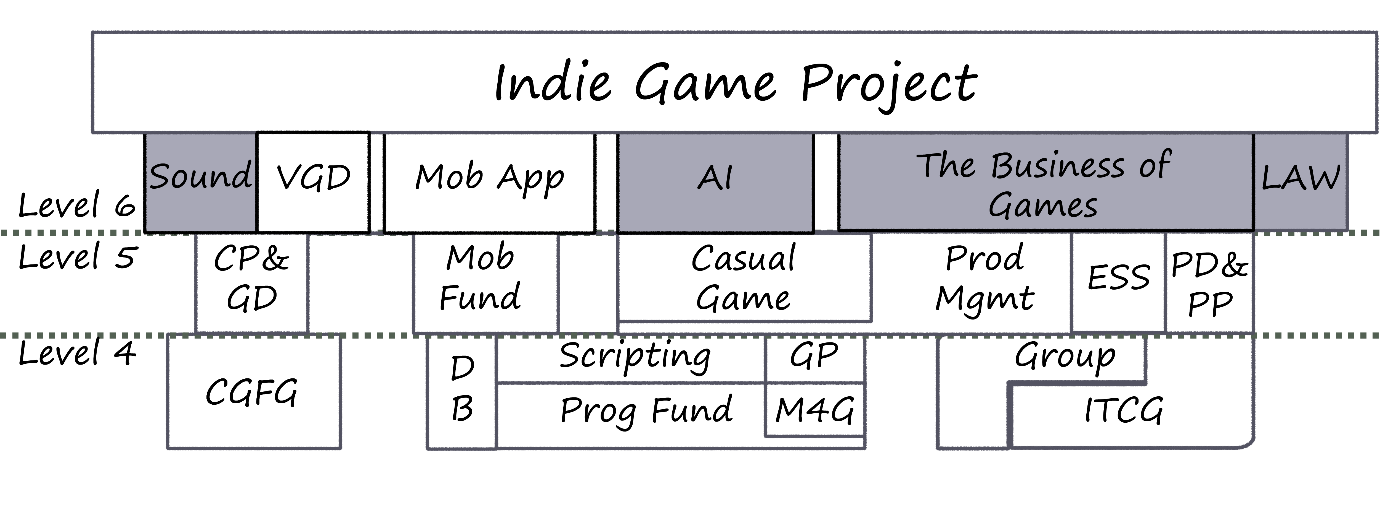 Indie Game Project
Sound VGD Mob App AI The Business of
Games LAW
Level 6
Level 5
CP&
GD
Mob
Fund
Casual
Game
Prod
Mgmt
ESS
PD&
PP
Level 4
CGFG
D
B
Scripting
GP
Prog Fund
M4G
Group
ITCG